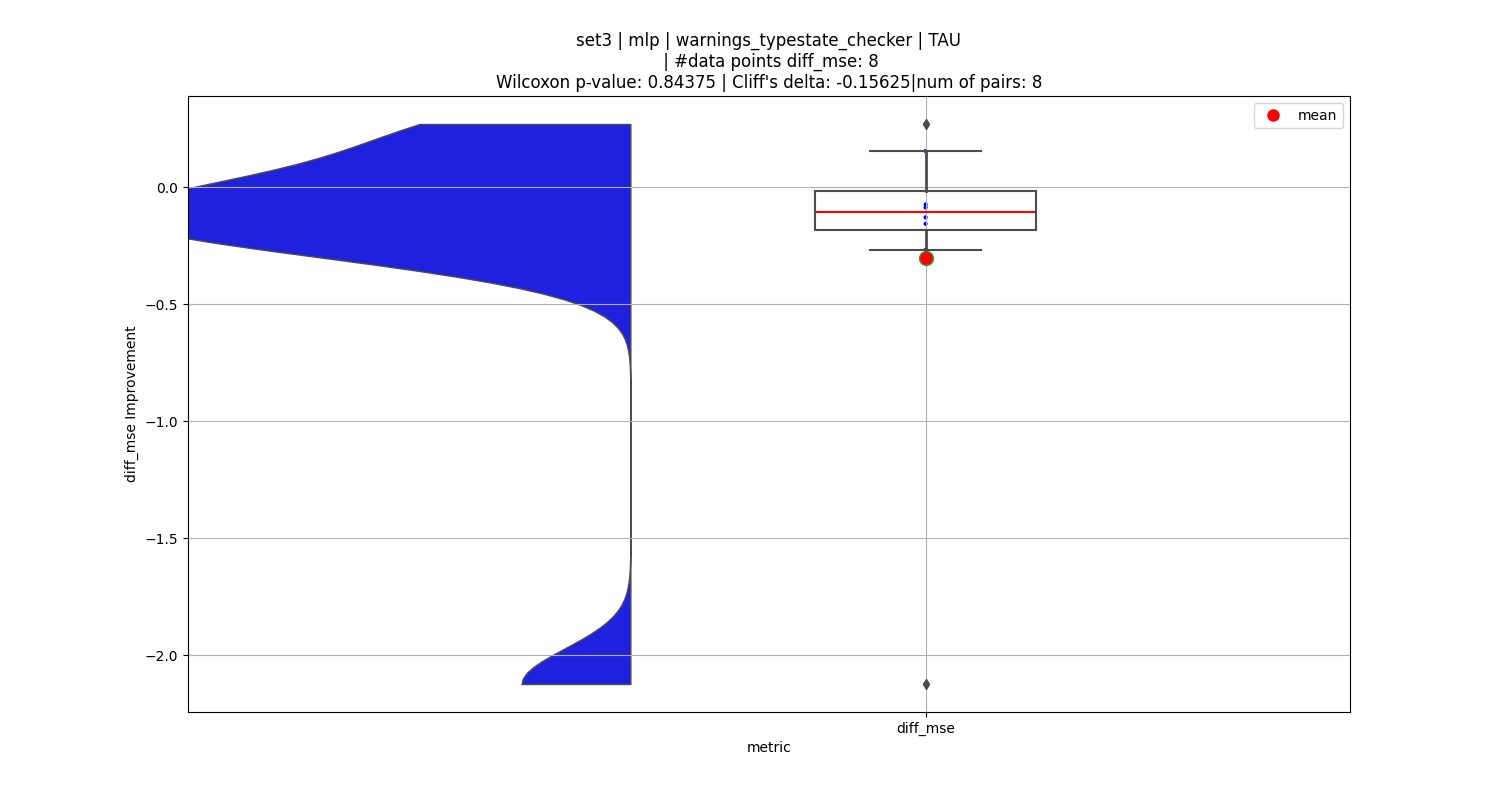 set3 | mlp | warnings_typestate_checker | TAU
| #data points diff_mse: 8
Wilcoxon p-value: 0.84375 | Cliff's delta: -0.15625|num of pairs: 8
mean
0.0
−0.5
−1.0
−1.5
−2.0
diff_mse Improvement
diff_mse
metric